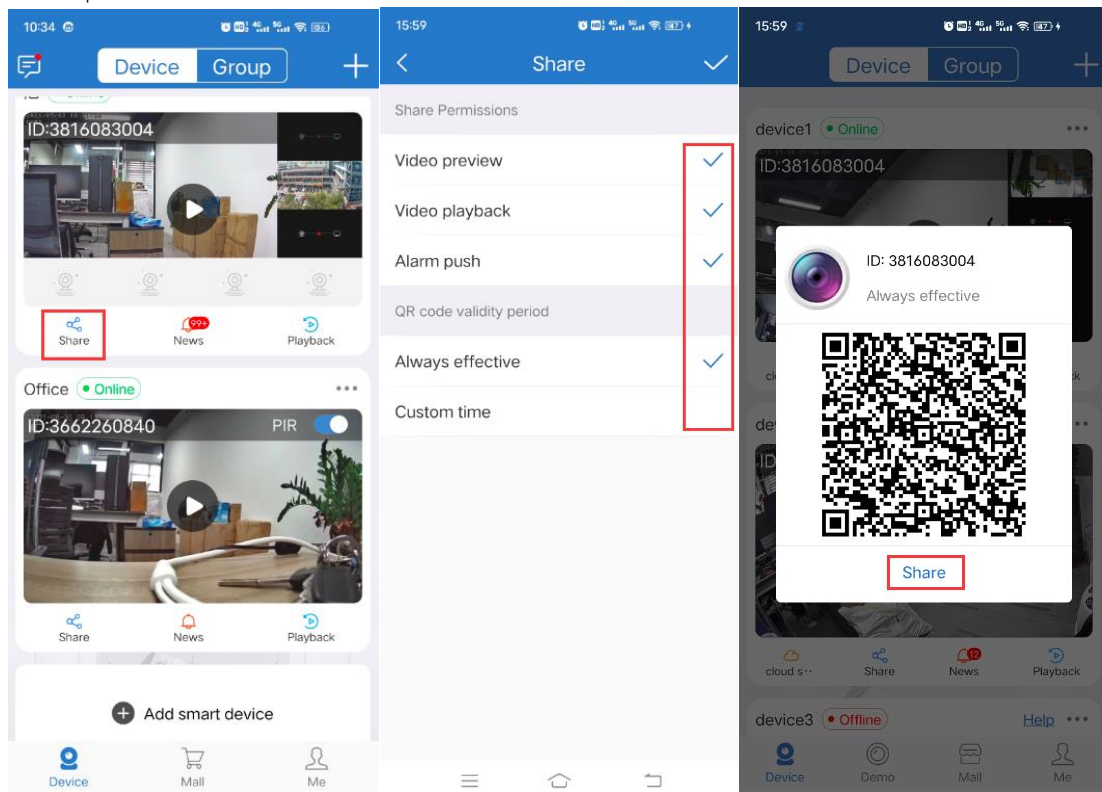 10:34
Device Group
Online
ID:3816083004
Share News 99+ Playback
Office Online
ID:3662260840 PIR
Share News Playback
Add smart device
Device Mall Me
15:59
Share
Share Permissions
Video preview
Video playback
Alarm push
QR code validity period
Always effective
Custom time
15:59
Device Group
device1 Online
ID:3816083004
ID: 3816083004
Always effective
Share
cloud s·· Share News 12 Playback
device3 Offline Help
Device Demo Mall Me